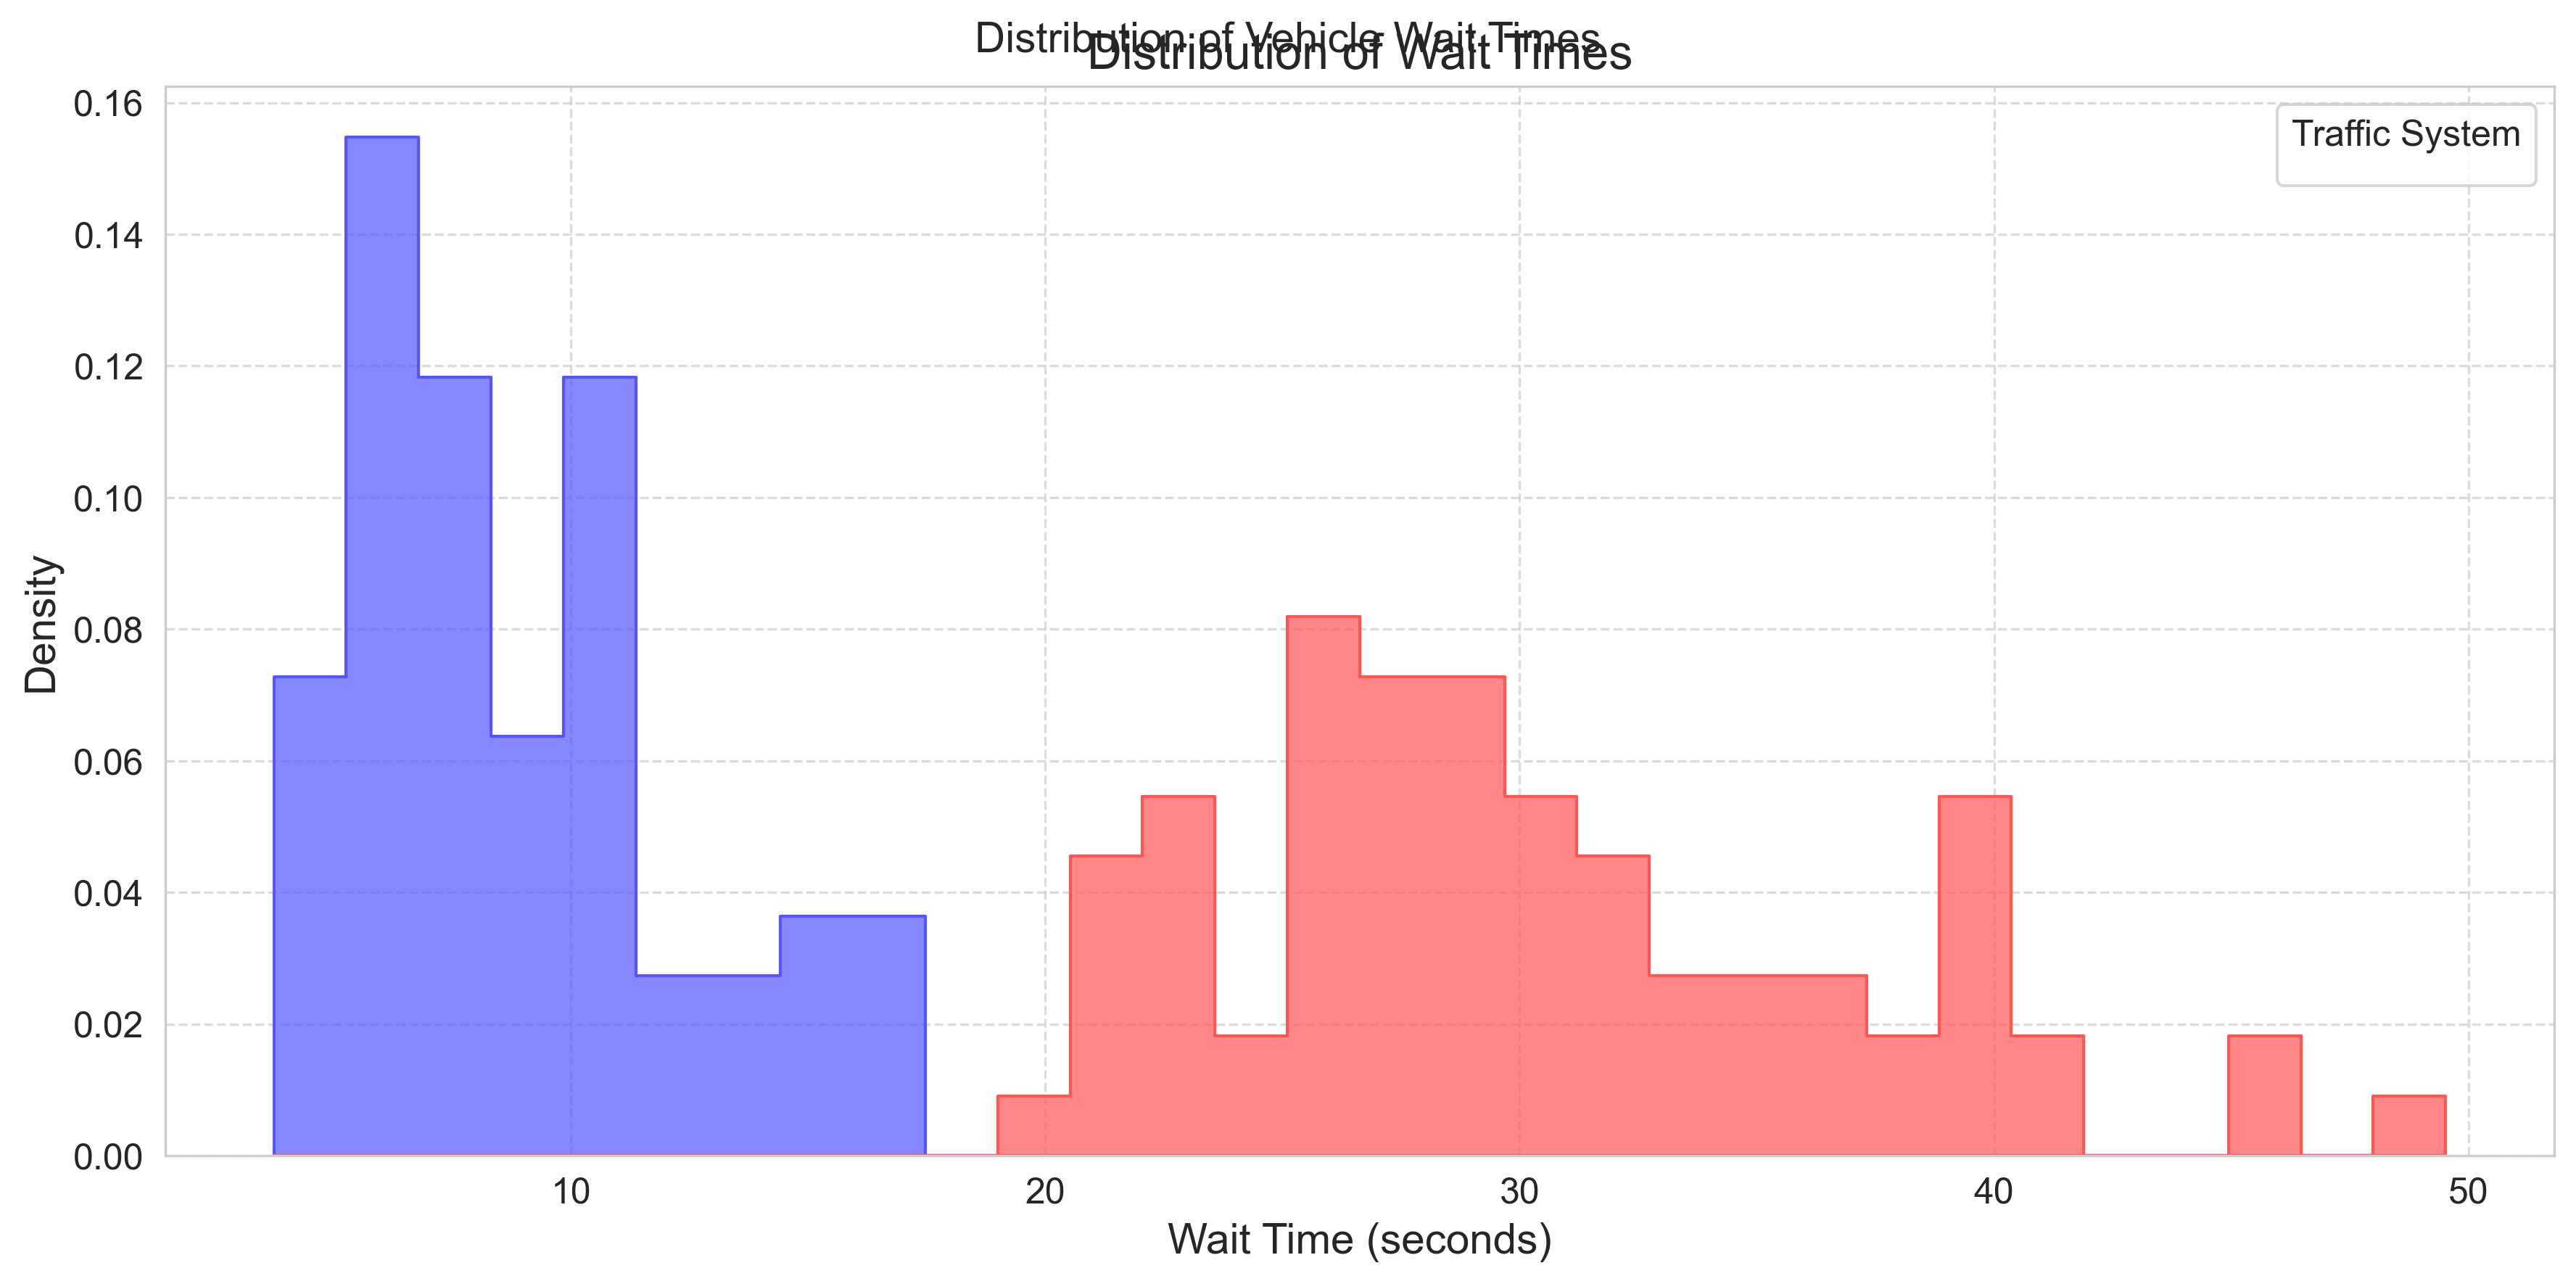 Distribution of Vehicle Wait Times
Distribution of Wait Times
Traffic System
0.16
0.14
0.12
0.10
0.08
0.06
0.04
0.02
0.00
Density
10 20 30 40 50
Wait Time (seconds)